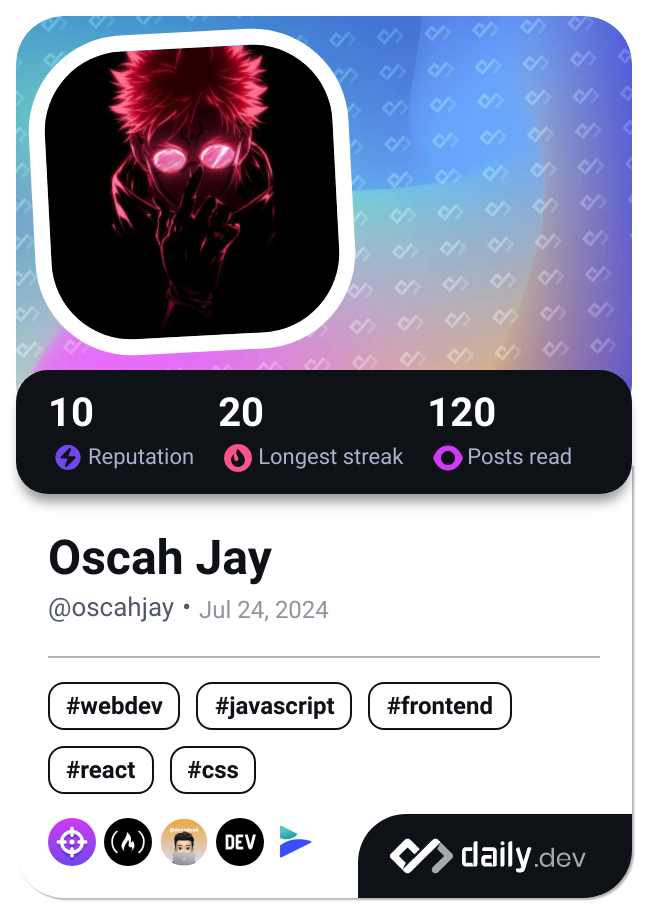 10 20 120
Reputation Longest streak Posts read
Oscah Jay
@oscahjay • Jul 24, 2024
#webdev #javascript #frontend
#react #css
DEV
daily.dev